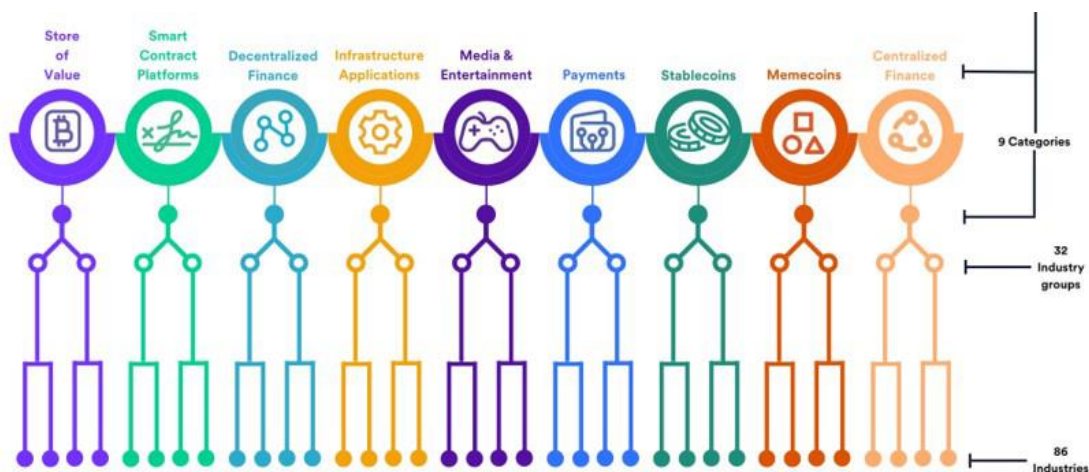 Store
of
Value
Smart
Contract
Platforms
Decentralized
Finance
Infrastructure
Applications
Media &
Entertainment
Payments
Stablecoins
Memecoins
Centralized
Finance
9 Categories
32
Industry
groups
86
Industries